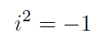 i² = −1